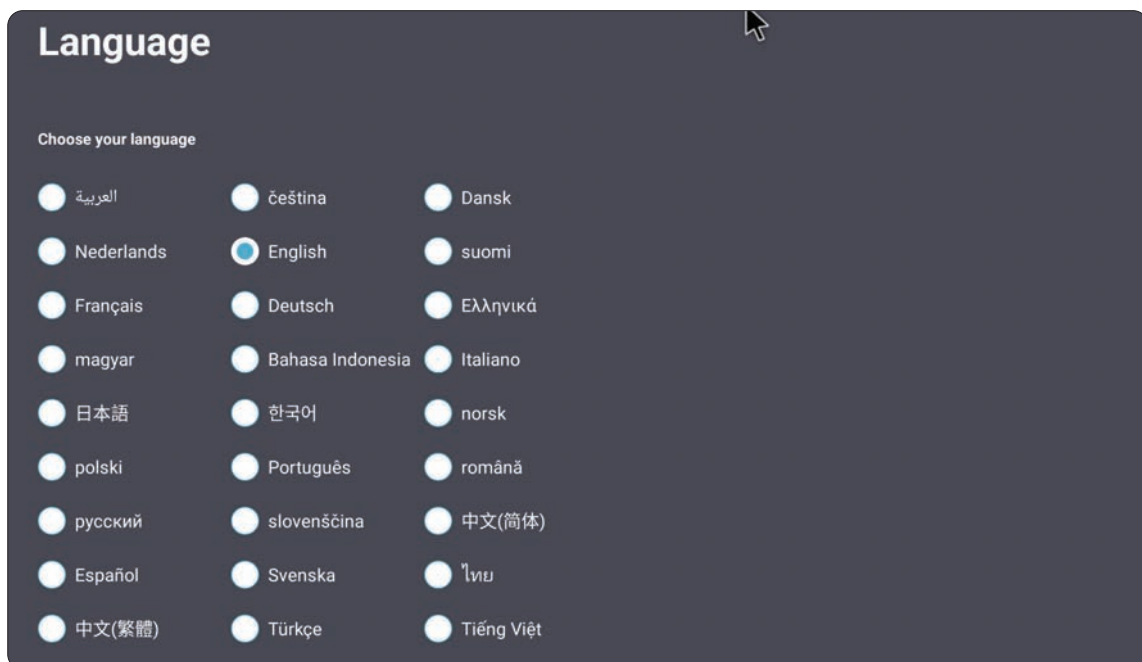 Language
Choose your language
العربية čeština Dansk
Nederlands English suomi
Français Deutsch Ελληνικά
magyar Bahasa Indonesia Italiano
日本語 한국어 norsk
polski Português română
русский slovenščina 中文(简体)
Español Svenska ไทย
中文(繁體) Türkçe Tiếng Việt